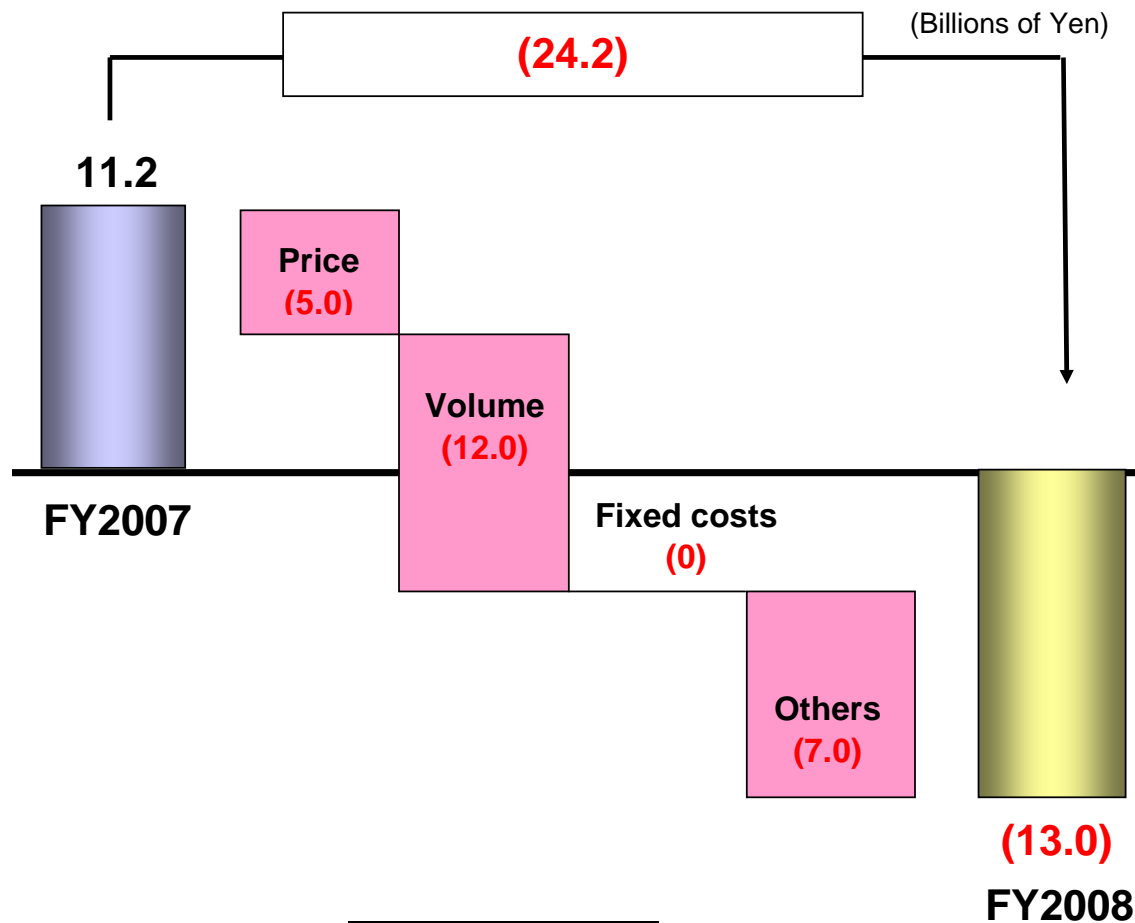 (Billions of Yen)
(24.2)
11.2
Price
(5.0)
Volume
(12.0)
FY2007
Fixed costs
(0)
Others
(7.0)
(13.0)
FY2008